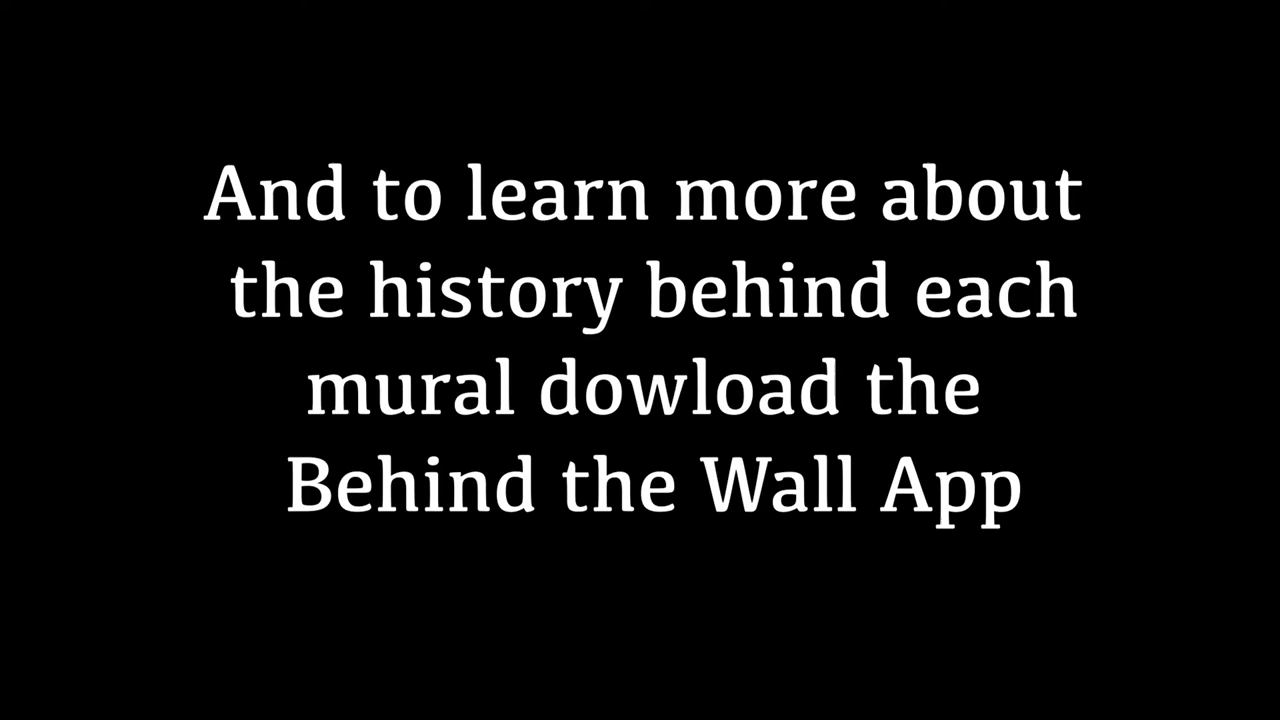 And to learn more about
the history behind each
mural dowload the
Behind the Wall App